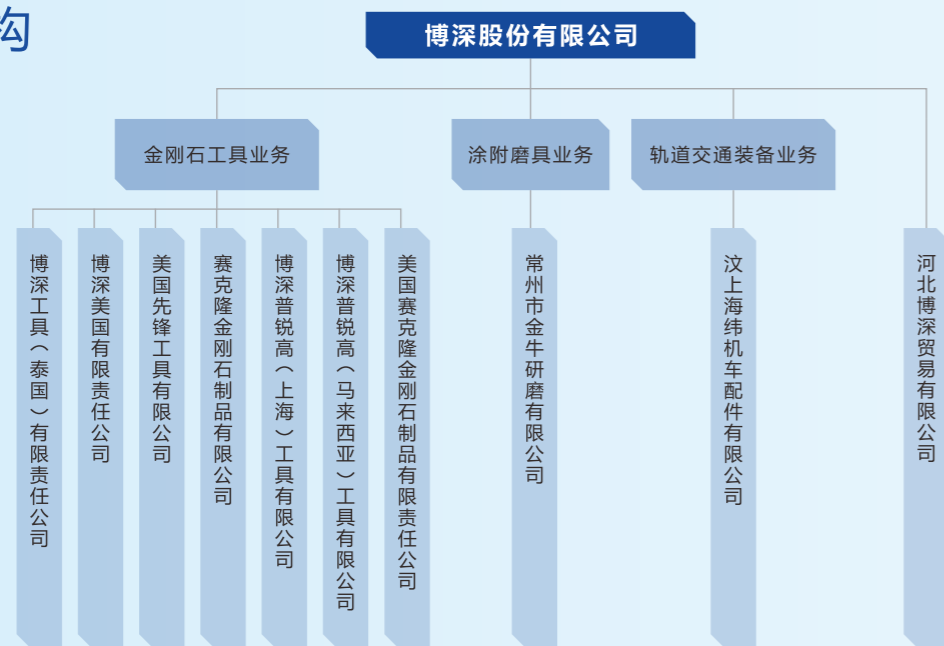 构
博深股份有限公司
金刚石工具业务
涂附磨具业务
轨道交通装备业务
博深工具（泰国）有限责任公司
博深美国有限责任公司
美国先锋工具有限公司
赛克隆金刚石制品有限公司
博深普锐高（上海）工具有限公司
博深普锐高（马来西亚）工具有限公司
美国赛克隆金刚石制品有限责任公司
常州市金牛研磨有限公司
汶上海纬机车配件有限公司
河北博深贸易有限公司